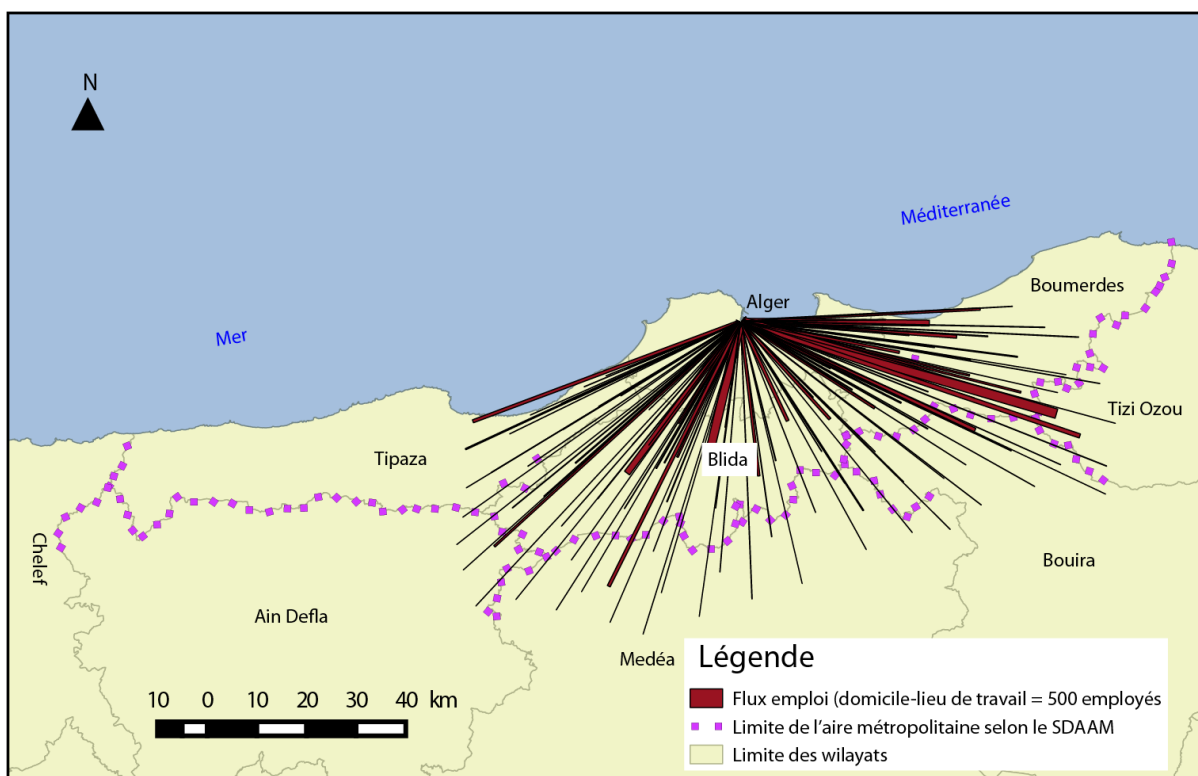 N
Méditerranée
Boumerdes
Alger
Mer
Tizi Ozou
Tipaza
Blida
Chelef
Bouira
Ain Defla
Medéa
Légende
10 0 10 20 30 40 km
Flux emploi (domicile-lieu de travail = 500 employés
Limite de l'aire métropolitaine selon le SDAAM
Limite des wilayats